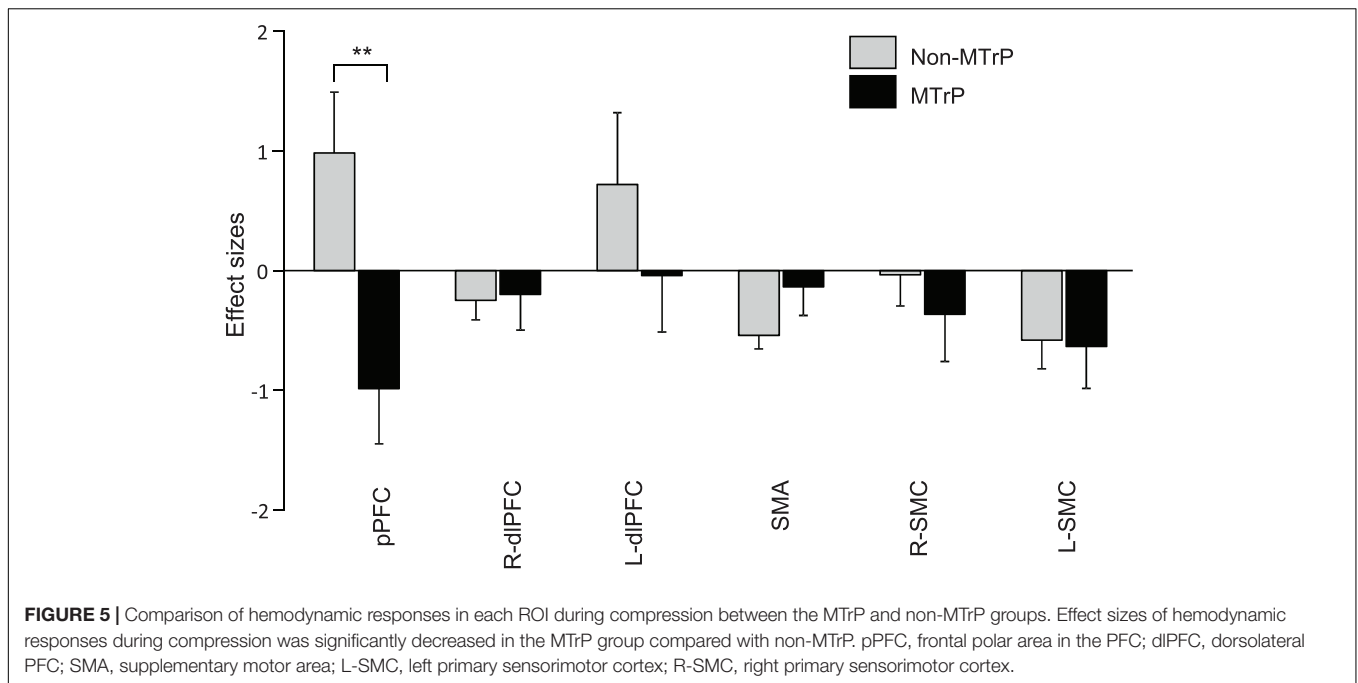 2
**
Non-MTrP
MTrP
1
0
Effect sizes
-1
-2
pPFC
R-dlPFC
L-dlPFC
SMA
R-SMC
L-SMC
FIGURE 5 | Comparison of hemodynamic responses in each ROI during compression between the MTrP and non-MTrP groups. Effect sizes of hemodynamic
responses during compression was significantly decreased in the MTrP group compared with non-MTrP. pPFC, frontal polar area in the PFC; dlPFC, dorsolateral
PFC; SMA, supplementary motor area; L-SMC, left primary sensorimotor cortex; R-SMC, right primary sensorimotor cortex.